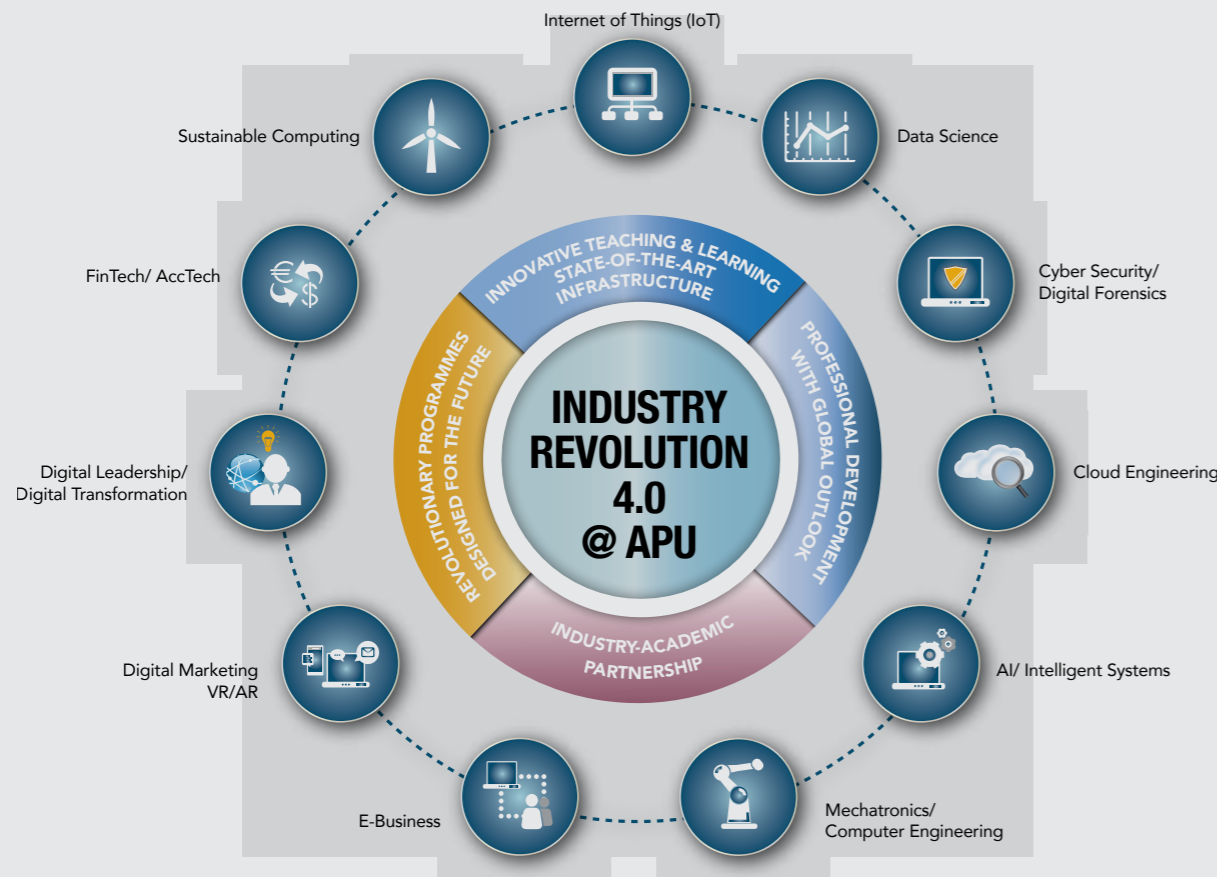 Internet of Things (IoT)
Data Science
Cyber Security/
Digital Forensics
Cloud Engineering
AI/ Intelligent Systems
Mechatronics/
Computer Engineering
E-Business
Digital Marketing
VR/AR
Digital Leadership/
Digital Transformation
FinTech/ AccTech
Sustainable Computing
INNOVATIVE TEACHING & LEARNING
STATE-OF-THE-ART
INFRASTRUCTURE
PROFESSIONAL DEVELOPMENT
WITH GLOBAL OUTLOOK
INDUSTRY-ACADEMIC
PARTNERSHIP
REVOLUTIONARY PROGRAMMES
DESIGNED FOR THE FUTURE
INDUSTRY
REVOLUTION
4.0
@ APU